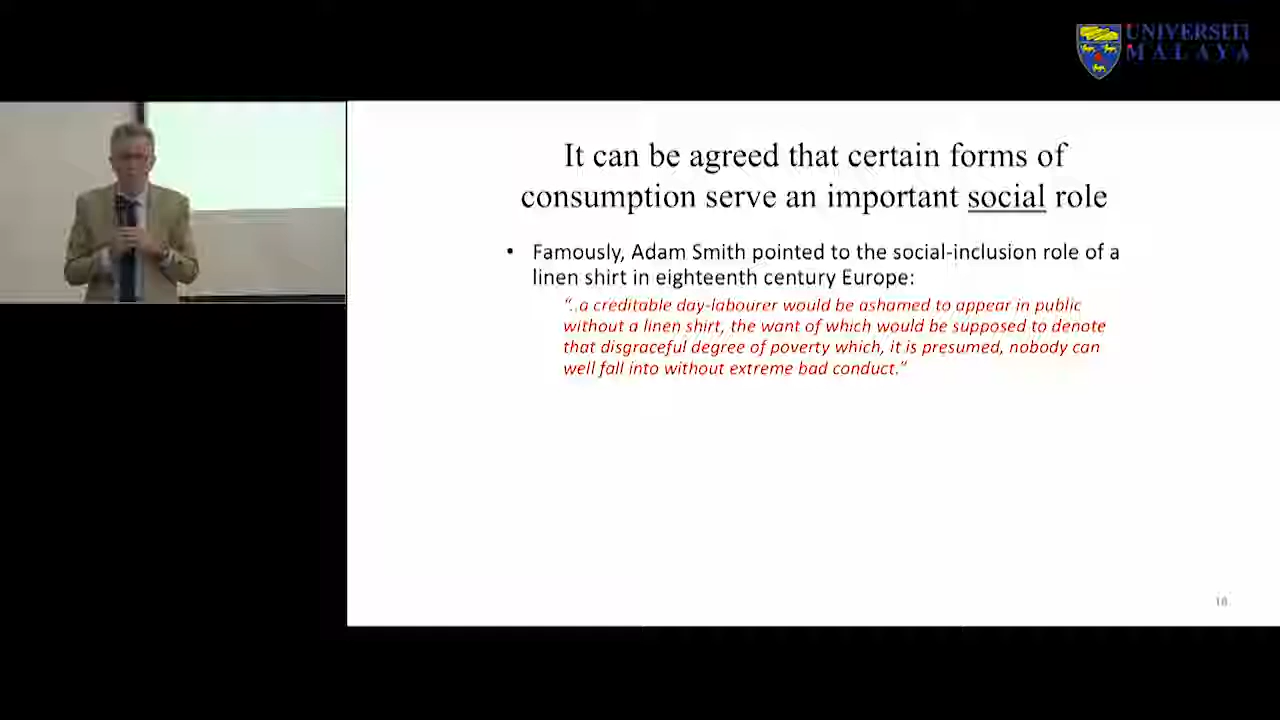 UNIVERSITI
MALAYA
It can be agreed that certain forms of
consumption serve an important social role
• Famously, Adam Smith pointed to the social-inclusion role of a
linen shirt in eighteenth century Europe:
“..a creditable day-labourer would be ashamed to appear in public
without a linen shirt, the want of which would be supposed to denote
that disgraceful degree of poverty which, it is presumed, nobody can
well fall into without extreme bad conduct.”